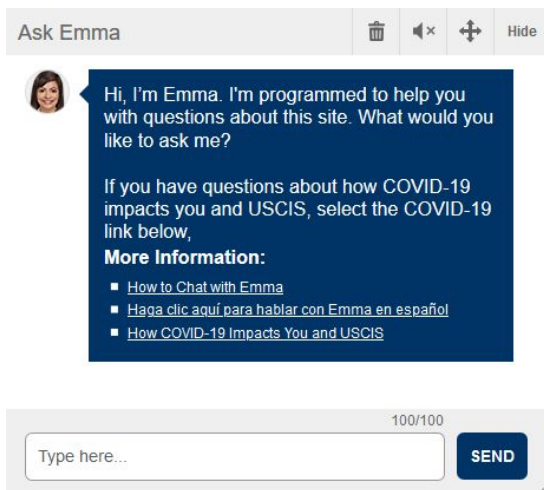 Ask Emma
Hide
Hi, I'm Emma. I'm programmed to help you
with questions about this site. What would you
like to ask me?
If you have questions about how COVID-19
impacts you and USCIS, select the COVID-19
link below,
More Information:
How to Chat with Emma
Haga clic aquí para hablar con Emma en español
How COVID-19 Impacts You and USCIS
100/100
Type here...
SEND